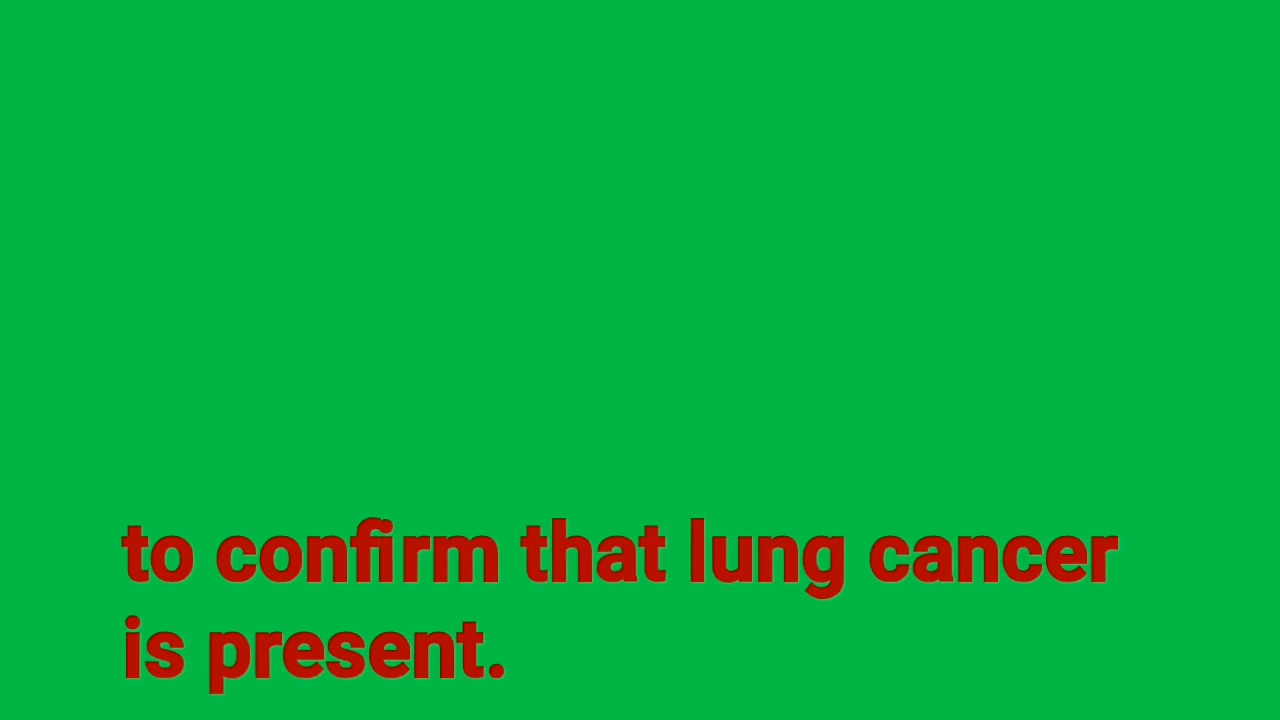 to confirm that lung cancer
is present.